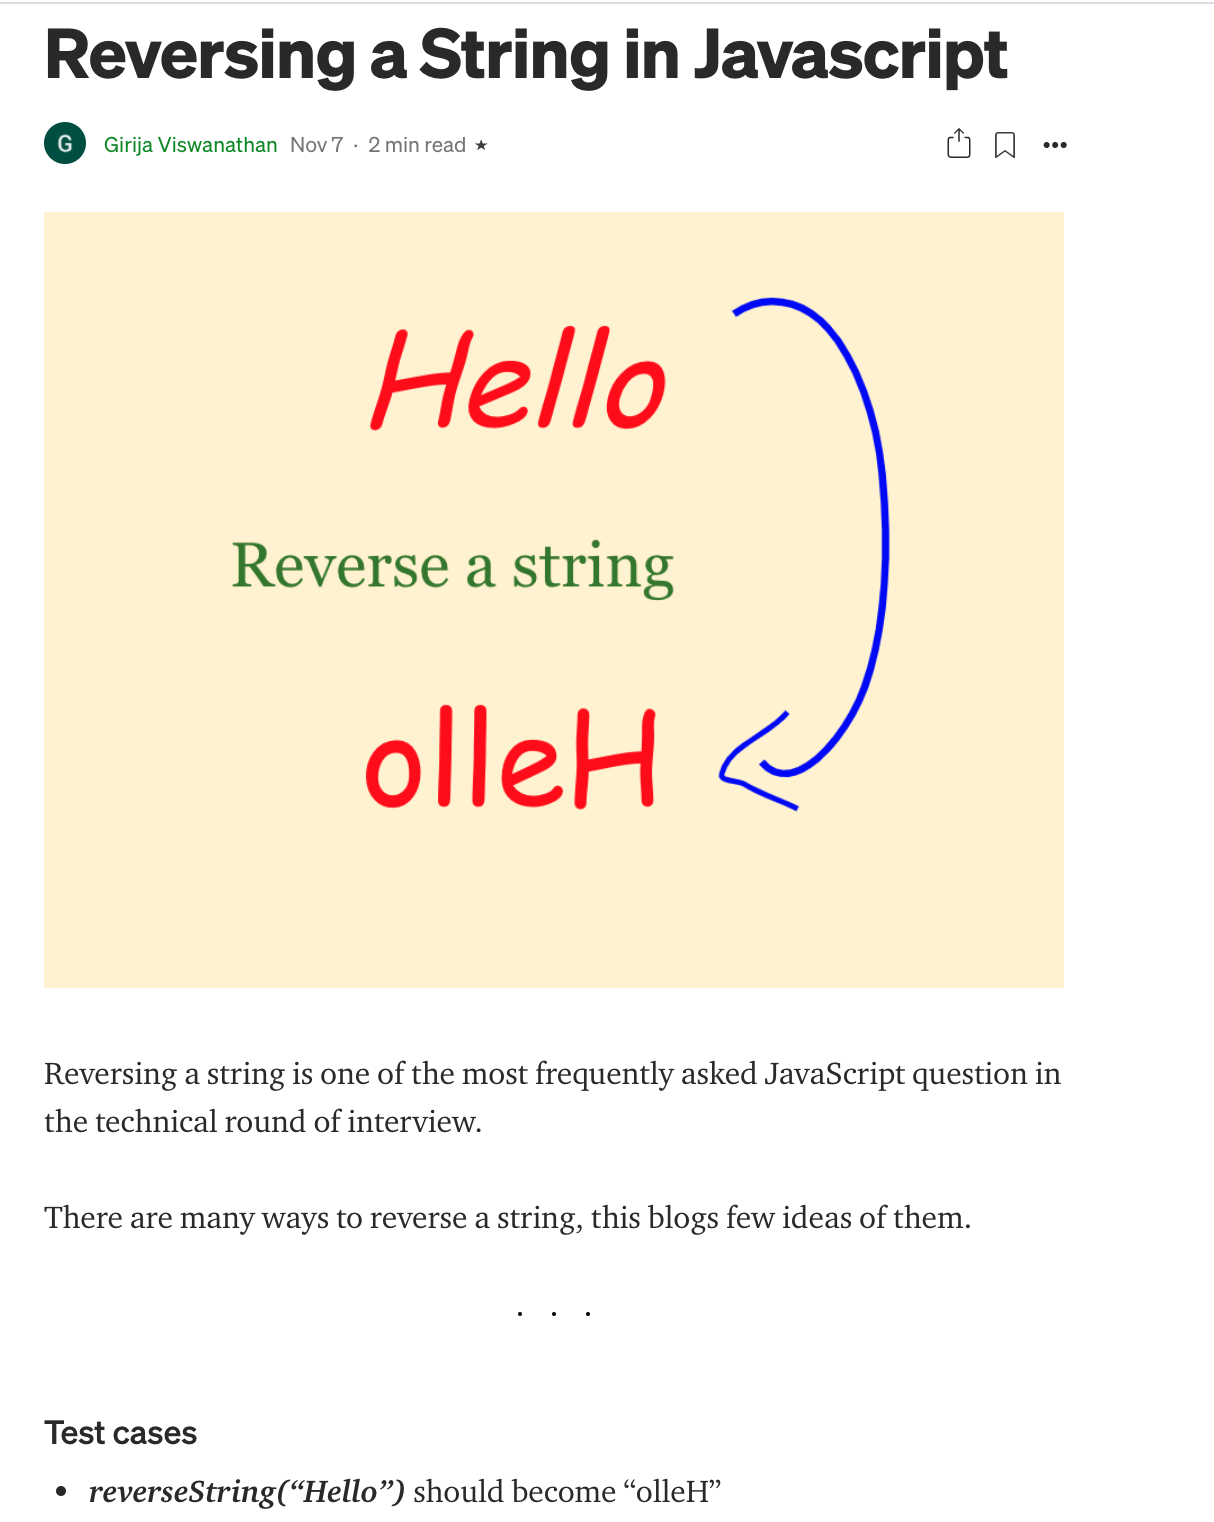 Reversing a String in Javascript
G
Girija Viswanathan Nov 7 · 2 min read ★
Hello
Reverse a string
olleH
Reversing a string is one of the most frequently asked JavaScript question in
the technical round of interview.
There are many ways to reverse a string, this blogs few ideas of them.
. . .
Test cases
• reverseString(“Hello”) should become “olleH”